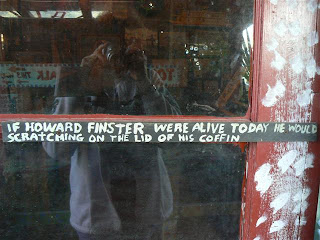 IF HOWARD FINSTER WERE ALIVE TODAY HE WOULD
SCRATCHING ON THE LID OF HIS COFFIN